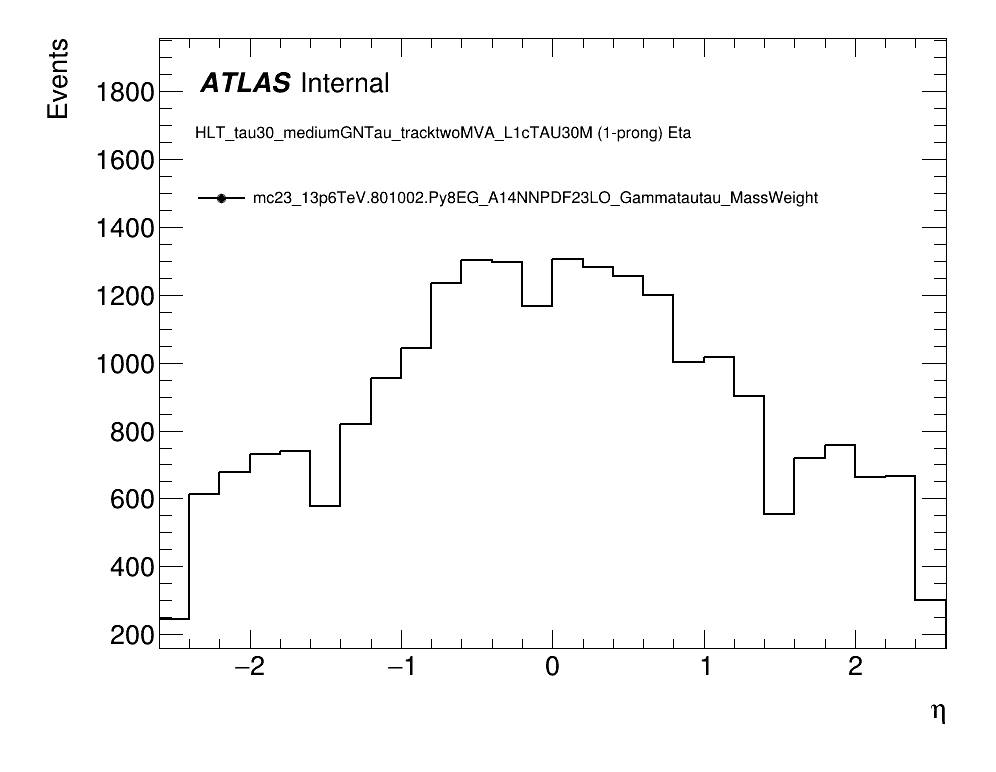 Events
1800
1600
1400
1200
1000
800
600
400
200
ATLAS Internal
HLT_tau30_mediumGNTau_tracktwoMVA_L1cTAU30M (1-prong) Eta
mc23_13p6TeV.801002.Py8EG_A14NNPDF23LO_Gammatautau_MassWeight
−2 −1 0 1 2
η